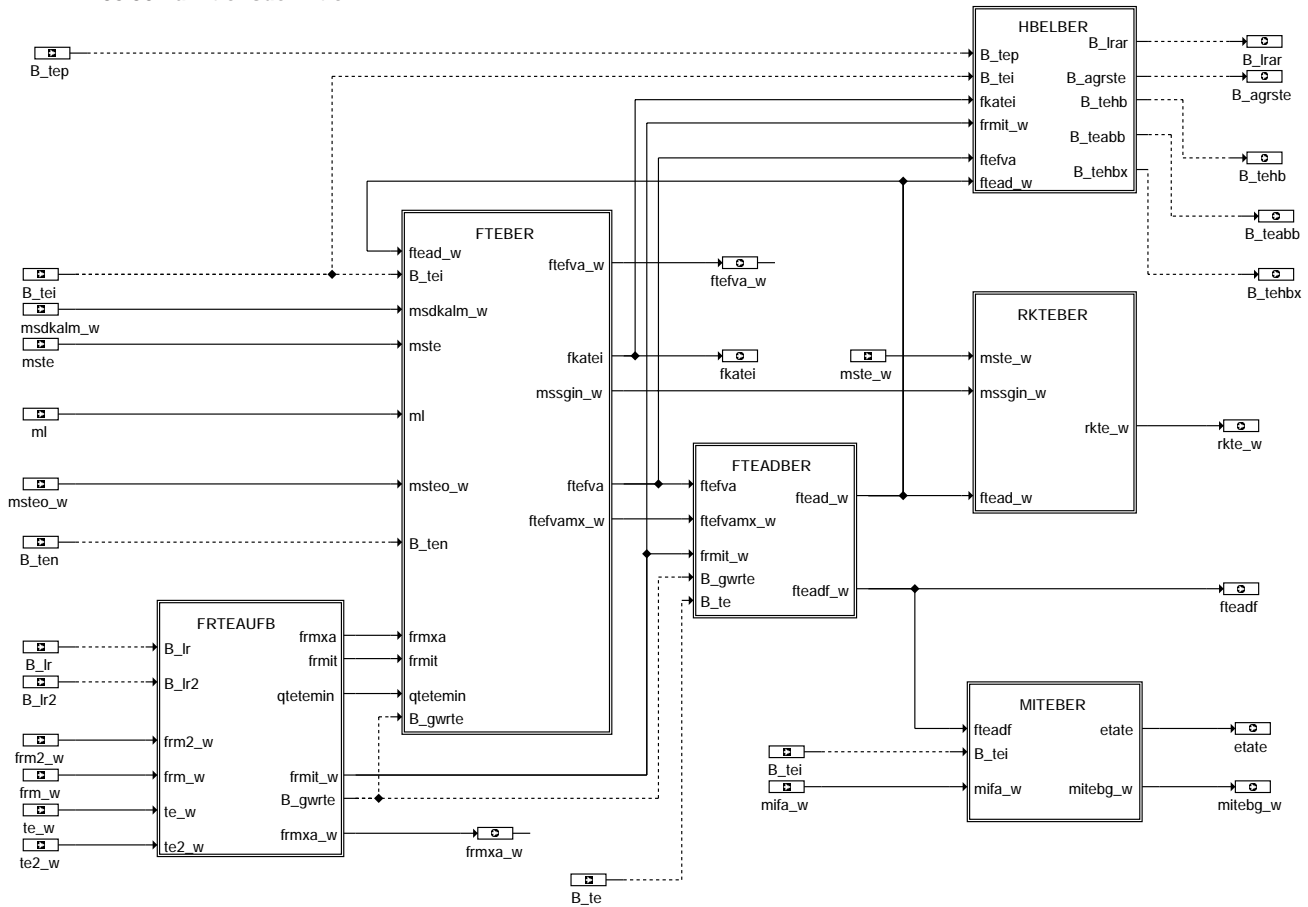 HBELBER
B_tep
B_lrar
B_tep
B_lrar
B_tei
B_agrste
B_agrste
fkatei
B_tehb
frmit_w
B_teabb
ftefva
B_tehbx
B_tehb
ftead_w
B_teabb
B_tehbx
FTEBER
ftead_w
B_tei
ftefva_w
ftefva_w
B_tei
msdkalm_w
msdkalm_w
mste
mste
fkatei
fkatei
mssgin_w
ml
ml
msteo_w
msteo_w
ftefva
ftefvamx_w
B_ten
B_ten
frmxa
frmit
qtetemin
B_gwrte
RKTEBER
mste_w
mste_w
mssgin_w
rkte_w
rkte_w
ftead_w
FTEADBER
ftefva
ftead_w
ftefvamx_w
frmit_w
B_gwrte
fteadf_w
B_te
fteadf
FRTEAUFB
B_lr
B_lr
frmxa
frmit
B_lr2
B_lr2
qtetemin
frm2_w
frm2_w
frm_w
frm_w
frmit_w
B_gwrte
te_w
te_w
frmxa_w
frmxa_w
te2_w
te2_w
MITEBER
fteadf
etate
etate
B_tei
B_tei
mifa_w
mifa_w
mitebg_w
mitebg_w
B_te